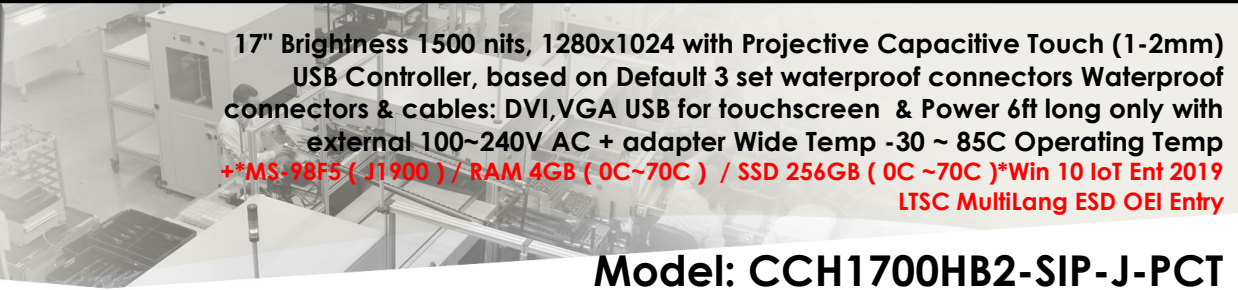 17" Brightness 1500 nits, 1280x1024 with Projective Capacitive Touch (1-2mm)
USB Controller, based on Default 3 set waterproof connectors Waterproof
connectors & cables: DVI,VGA USB for touchscreen & Power 6ft long only with
external 100~240V AC + adapter Wide Temp -30 ~ 85C Operating Temp
+*MS-98F5 ( J1900 ) / RAM 4GB ( 0C~70C ) / SSD 256GB ( 0C ~70C )*Win 10 IoT Ent 2019
LTSC MultiLang ESD OEI Entry
Model: CCH1700HB2-SIP-J-PCT